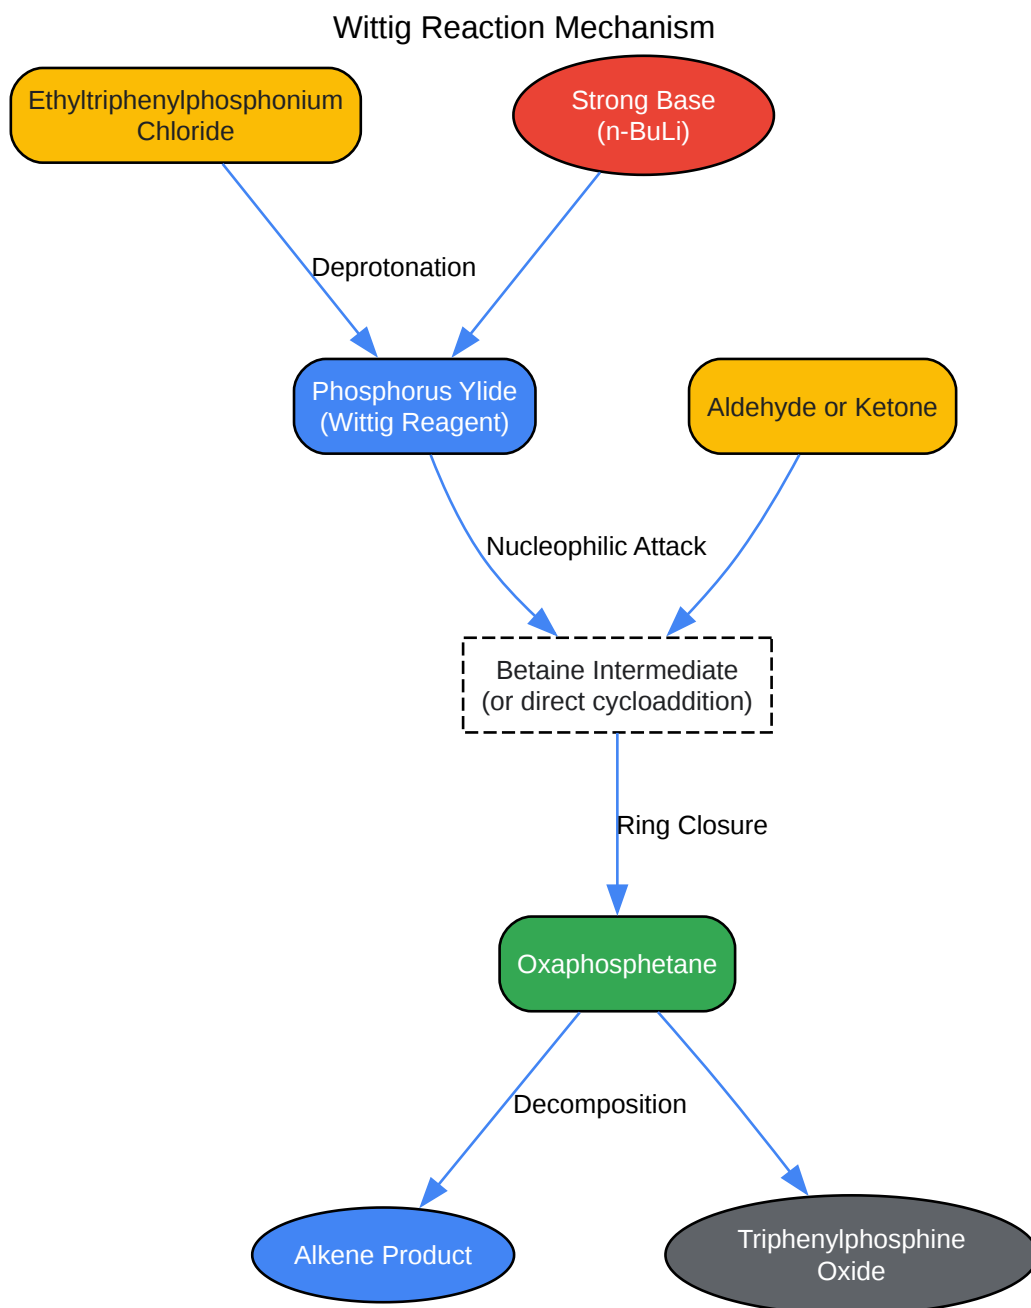 Wittig Reaction Mechanism
Ethyltriphenylphosphonium
Chloride
Strong Base
(n-BuLi)
Deprotonation
Phosphorus Ylide
(Wittig Reagent)
Aldehyde or Ketone
Nucleophilic Attack
Betaine Intermediate
(or direct cycloaddition)
Ring Closure
Oxaphosphetane
Decomposition
Alkene Product
Triphenylphosphine
Oxide